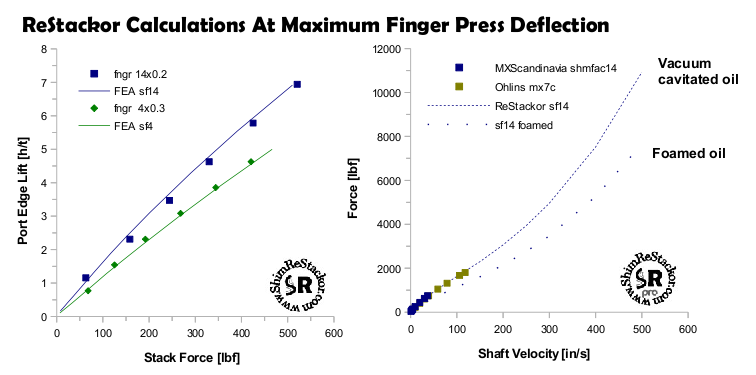 ReStackor Calculations At Maximum Finger Press Deflection
8
7
6
5
4
3
2
1
0
0
100
200
300
400
500
600
Port Edge Lift [h/t]
Stack Force [lbf]
fngr 14x0.2
FEA sf14
fngr 4x0.3
FEA sf4
www.ShimReStackor.com
SR
12000
10000
8000
6000
4000
2000
0
0
100
200
300
400
500
600
Force [lbf]
Shaft Velocity [in/s]
MXScandinavia shmfac14
Ohlins mx7c
ReStackor sf14
sf14 foamed
Vacuum
cavitated oil
Foamed oil
www.ShimReStackor.com
SR
pro